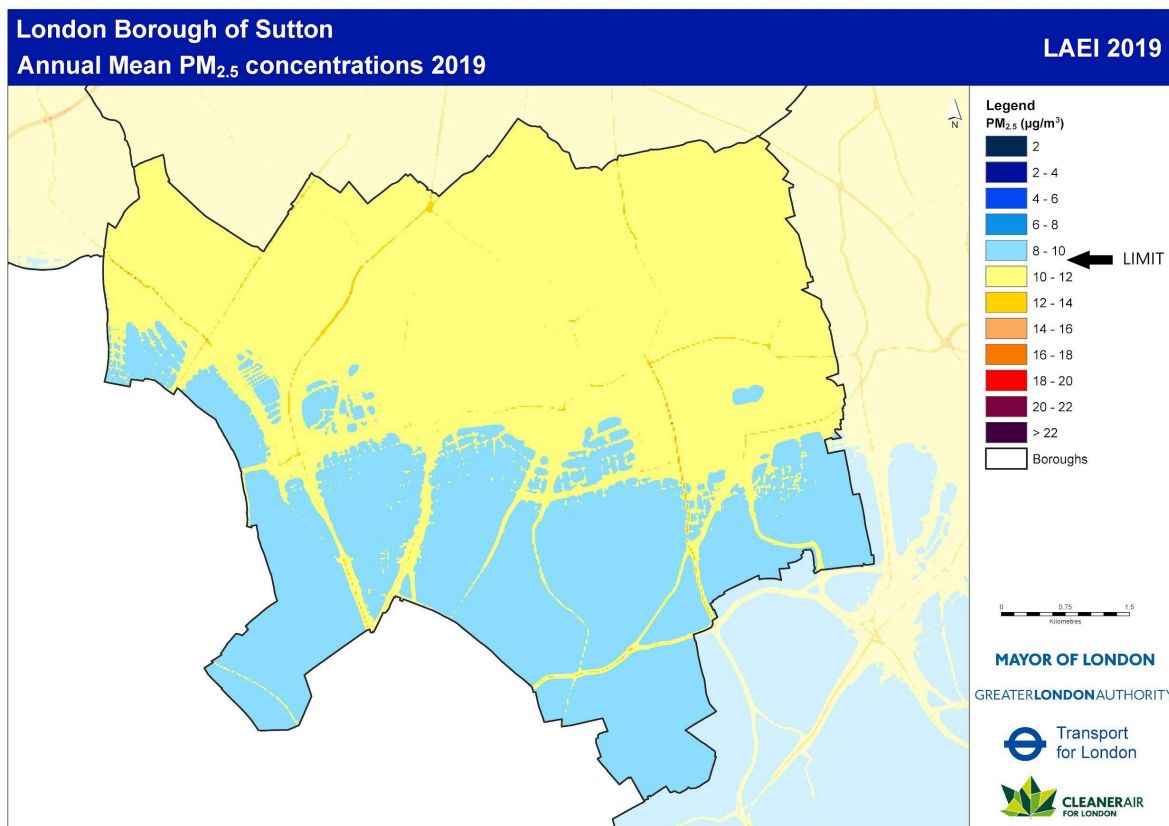 London Borough of Sutton
Annual Mean PM2.5 concentrations 2019
LAEI 2019
N
Legend
PM2.5 (µg/m³)
2
2 - 4
4 - 6
6 - 8
8 - 10
LIMIT
10 - 12
12 - 14
14 - 16
16 - 18
18 - 20
20 - 22
> 22
Boroughs
0 0.75 1.5
Kilometres
MAYOR OF LONDON
GREATERLONDONAUTHORITY
Transport
for London
CLEANERAIR
FOR LONDON